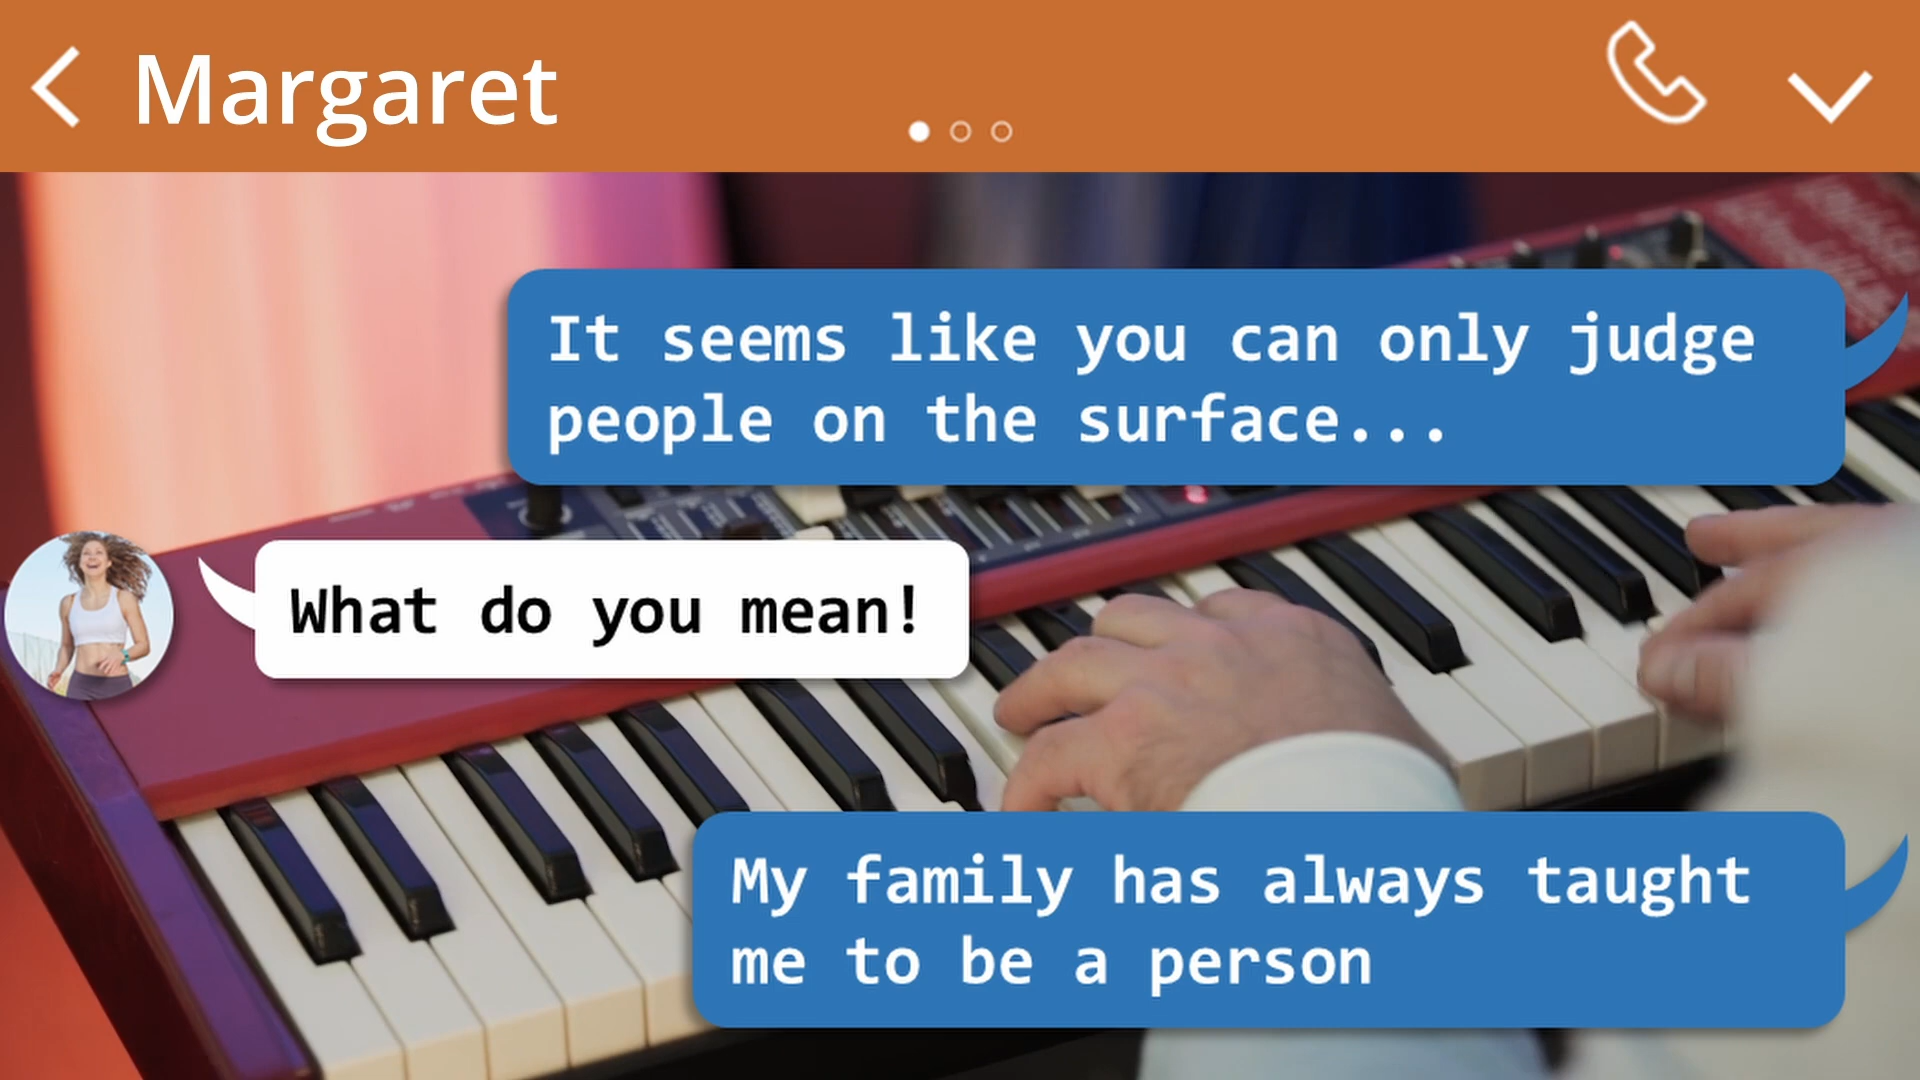 Margaret
It seems like you can only judge
people on the surface...
What do you mean!
My family has always taught
me to be a person